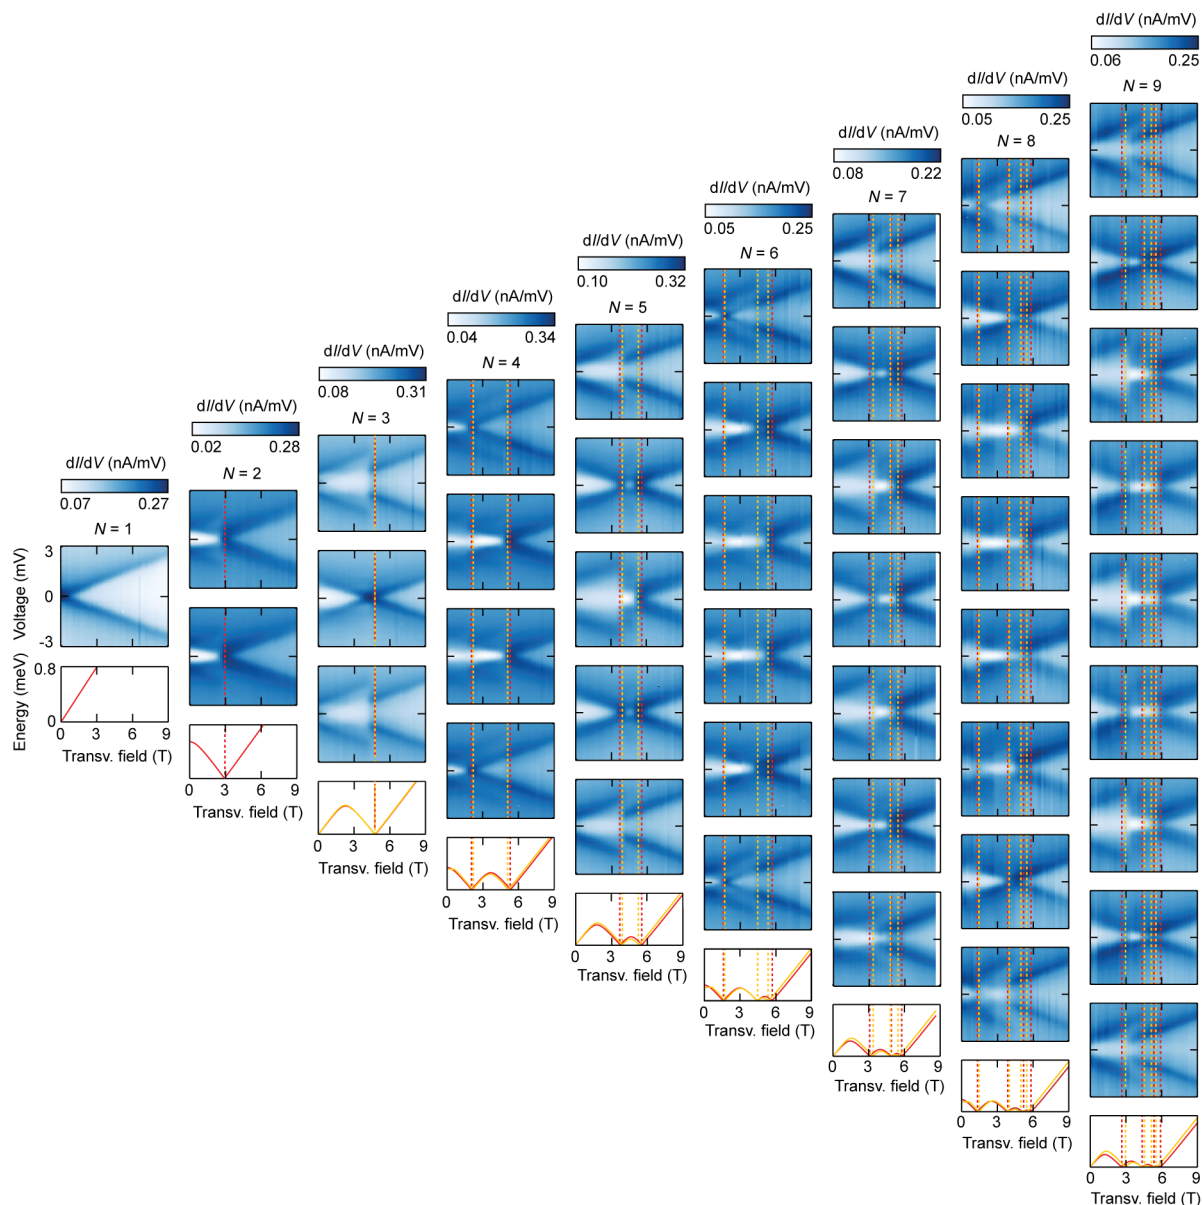 dI/dV (nA/mV)
0.07 0.27
N = 1
3
0
-3
Voltage (mV)
0.8
0
Energy (meV)
0 3 6 9
Transv. field (T)
dI/dV (nA/mV)
0.02 0.28
N = 2
0 3 6 9
Transv. field (T)
dI/dV (nA/mV)
0.08 0.31
N = 3
0 3 6 9
Transv. field (T)
dI/dV (nA/mV)
0.04 0.34
N = 4
0 3 6 9
Transv. field (T)
dI/dV (nA/mV)
0.10 0.32
N = 5
0 3 6 9
Transv. field (T)
dI/dV (nA/mV)
0.05 0.25
N = 6
0 3 6 9
Transv. field (T)
dI/dV (nA/mV)
0.08 0.22
N = 7
0 3 6 9
Transv. field (T)
dI/dV (nA/mV)
0.05 0.25
N = 8
0 3 6 9
Transv. field (T)
dI/dV (nA/mV)
0.06 0.25
N = 9
0 3 6 9
Transv. field (T)